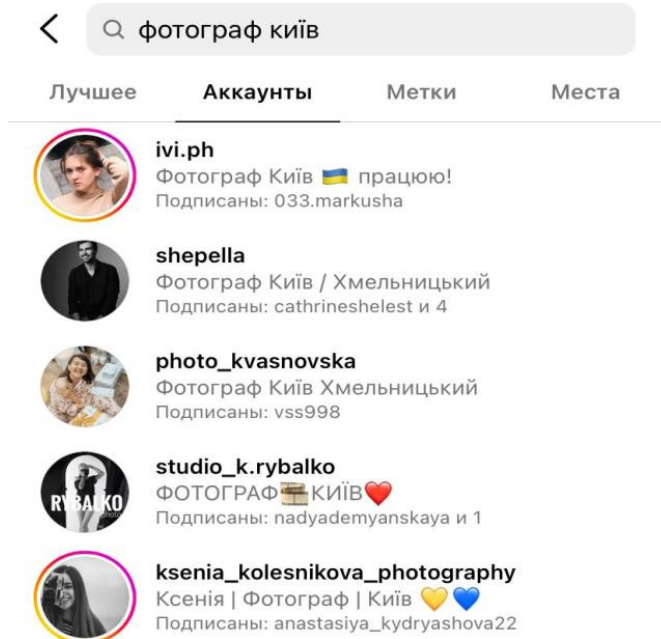 фотограф київ
Лучшее Аккаунты Метки Места
ivi.ph
Фотограф Київ 🇺🇦 працюю!
Подписаны: 033.markusha
shepella
Фотограф Київ / Хмельницький
Подписаны: cathrineshelest и 4
photo_kvasnovska
Фотограф Київ Хмельницький
Подписаны: vss998
RYBALKO
studio_k.rybalko
ФОТОГРАФ🎞️КИЇВ❤️
Подписаны: nadyademyanskaya и 1
ksenia_kolesnikova_photography
Ксенія | Фотограф | Київ 💛💙
Подписаны: anastasiya_kydryashova22